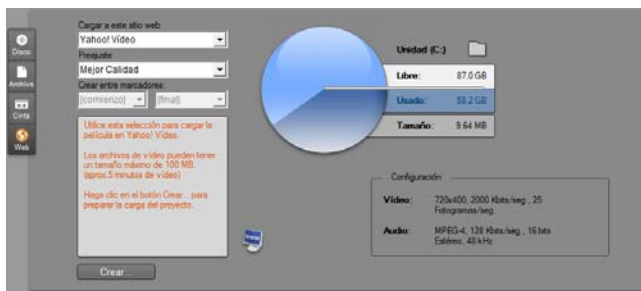 Disco
Archivo
Cinta
Web
Cargar a este sitio web
Yahoo! Vídeo
Preajuste
Mejor Calidad
Crear entre marcadores:
[comienzo]
[final]
Utilice esta selección para cargar la
película en Yahoo! Vídeo.
Los archivos de vídeo pueden tener
un tamaño máximo de 100 MB.
(aprox.5 minutos de vídeo)
Haga clic en el botón Crear... para
preparar la carga del proyecto.
Crear...
Unidad (C:)
Libre: 87.0 GB
Usado: 58.2 GB
Tamaño: 9.64 MB
Configuración
Vídeo: 720x400, 2000 Kbits/seg., 25
Fotogramas/seg.
Audio: MPEG-4, 128 Kbits/seg., 16 bits
Estéreo, 48 kHz